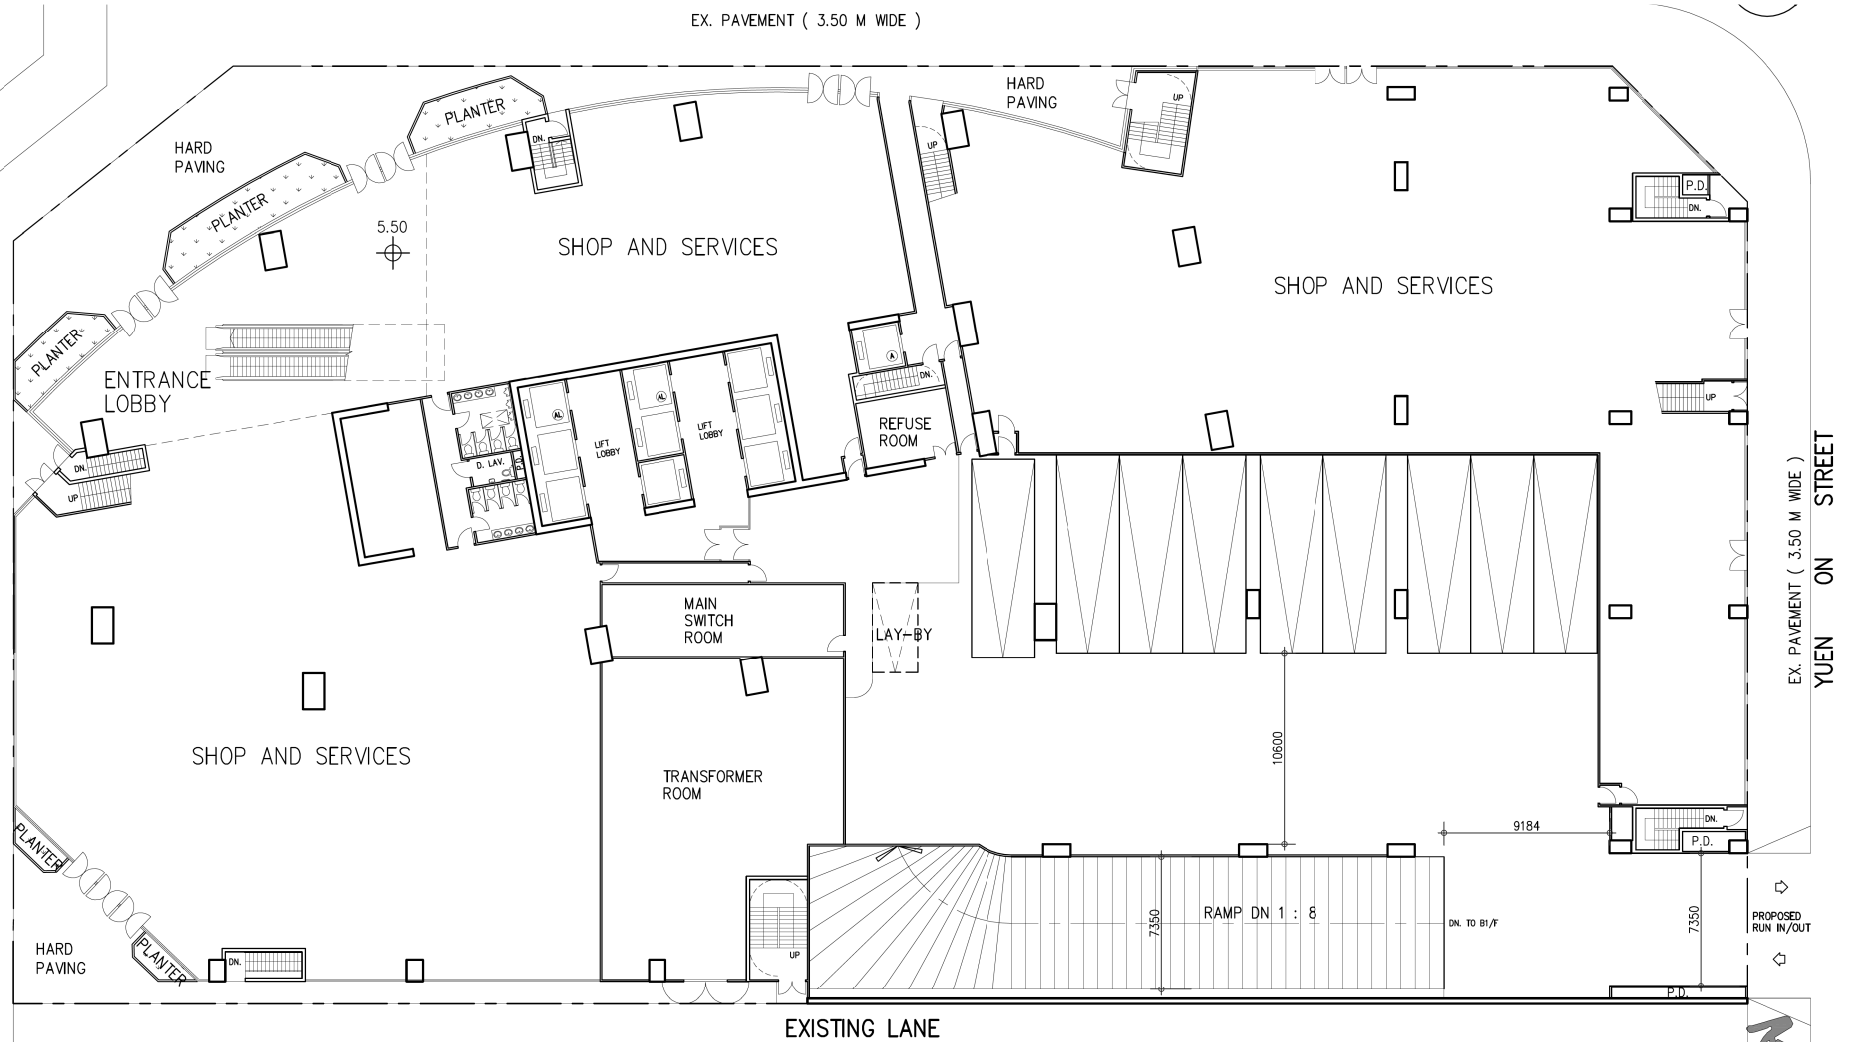 EX. PAVEMENT ( 3.50 M WIDE )
HARD
PAVING
PLANTER
DN.
UP
HARD
PAVING
UP
PLANTER
P.D.
DN.
5.50
SHOP AND SERVICES
SHOP AND SERVICES
PLANTER
ENTRANCE
LOBBY
A
DN.
AL
AL
LIFT
LOBBY
LIFT
LOBBY
REFUSE
ROOM
UP
D. LAV.
DN.
UP
EX. PAVEMENT ( 3.50 M WIDE )
YUEN ON STREET
MAIN
SWITCH
ROOM
LAY-BY
SHOP AND SERVICES
TRANSFORMER
ROOM
10600
PLANTER
9184
DN.
P.D.
HARD
PAVING
PLANTER
DN.
UP
7350
RAMP DN 1 : 8
DN. TO B1/F
7350
PROPOSED
RUN IN/OUT
P.D.
EXISTING LANE